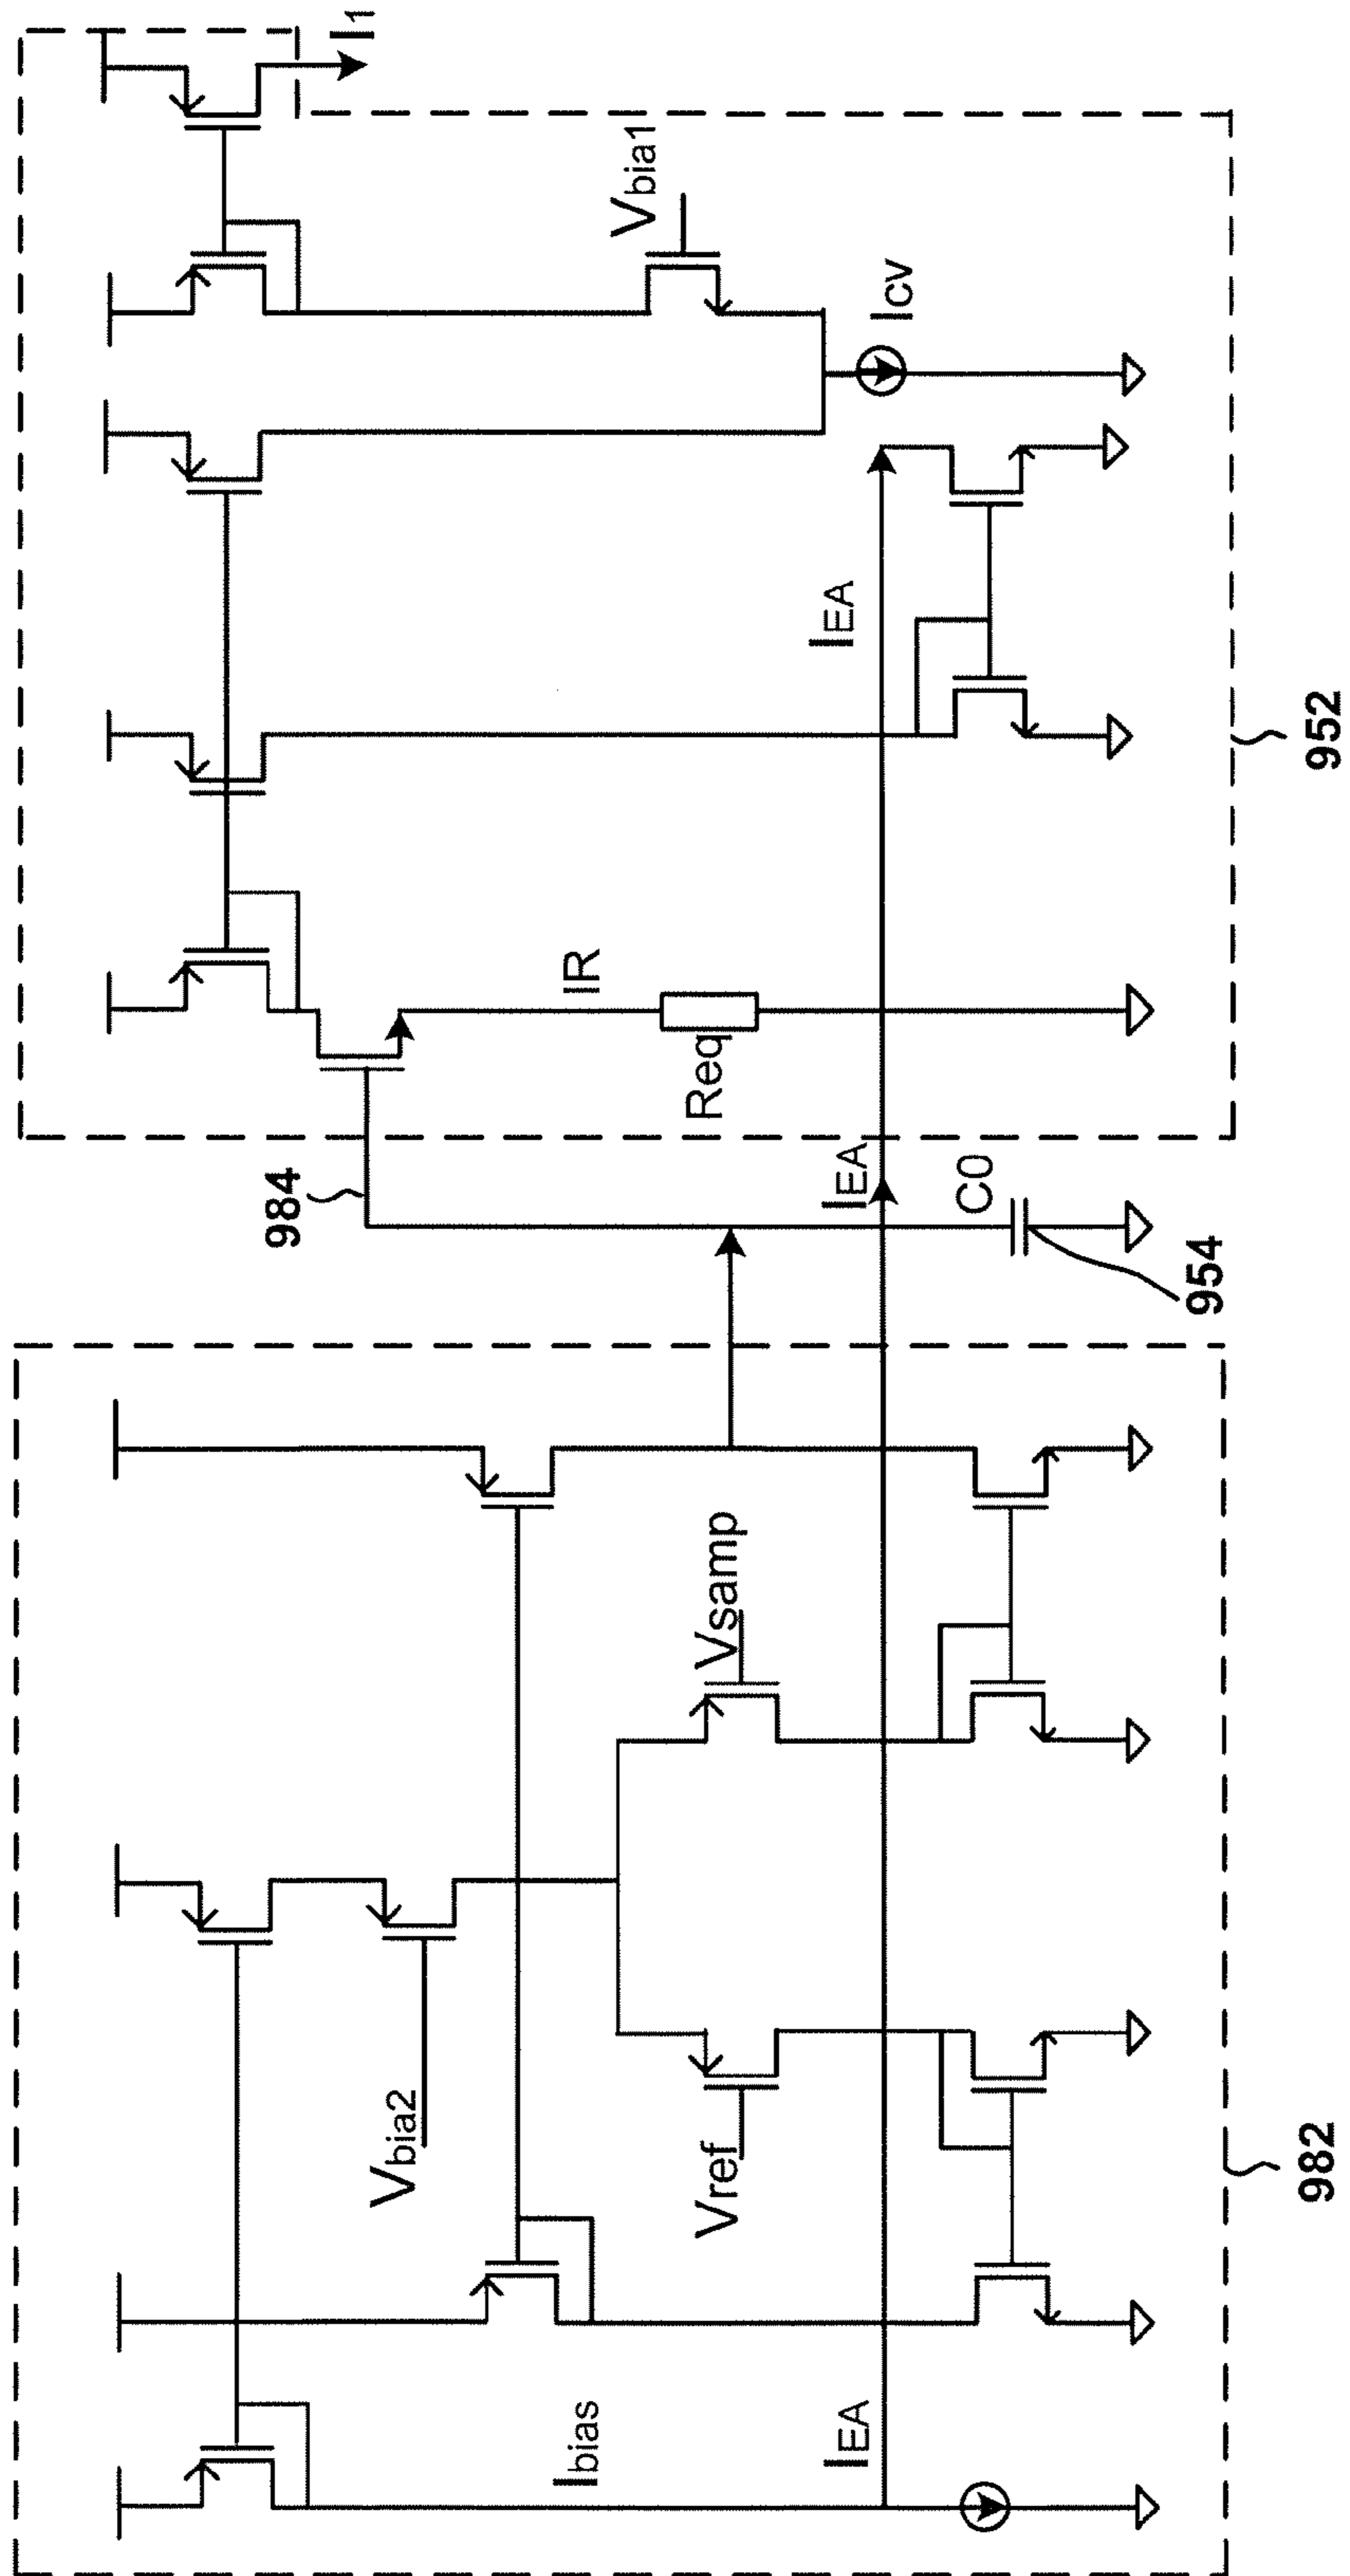 I1
Vbia1
Icv
IEA
IR
Req
952
984
IEA
C0
954
Vsamp
Vbia2
Vref
Ibias
IEA
982